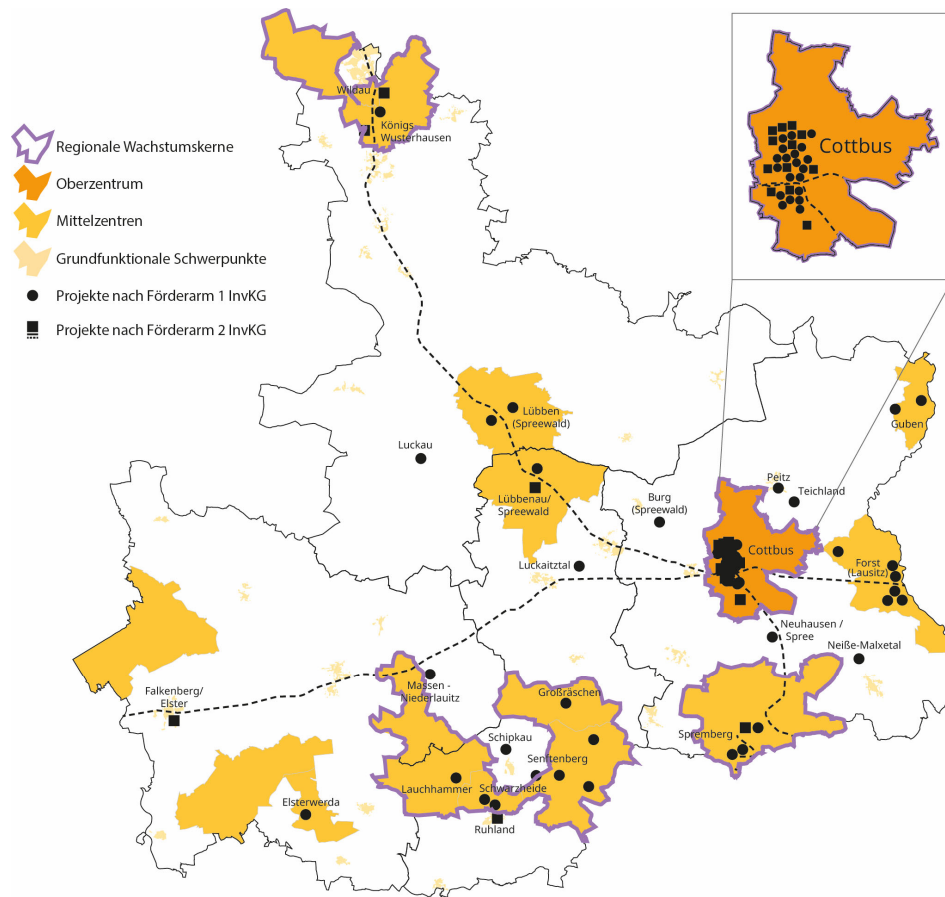 Wildau
Königs
Wusterhausen
Regionale Wachstumskerne
Oberzentrum
Mittelzentren
Grundfunktionale Schwerpunkte
Projekte nach Förderarm 1 InvKG
Projekte nach Förderarm 2 InvKG
Cottbus
Lübben
(Spreewald)
Guben
Luckau
Lübbenau/
Spreewald
Burg
(Spreewald)
Peitz
Teichland
Cottbus
Forst
(Lausitz)
Luckaitztal
Neuhausen /
Spree
Neiße-Malxetal
Falkenberg/
Elster
Massen -
Niederlauitz
Großräschen
Spremberg
Schipkau
Senftenberg
Lauchhammer
Schwarzheide
Elsterwerda
Ruhland